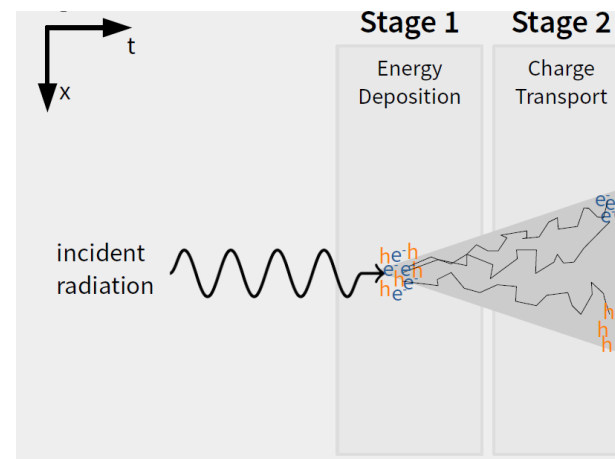 t
x
Stage 1
Stage 2
Energy
Deposition
Charge
Transport
incident
radiation
h e- h
e- e- h
h e-
h e-
e- e-
e-
h
h
h